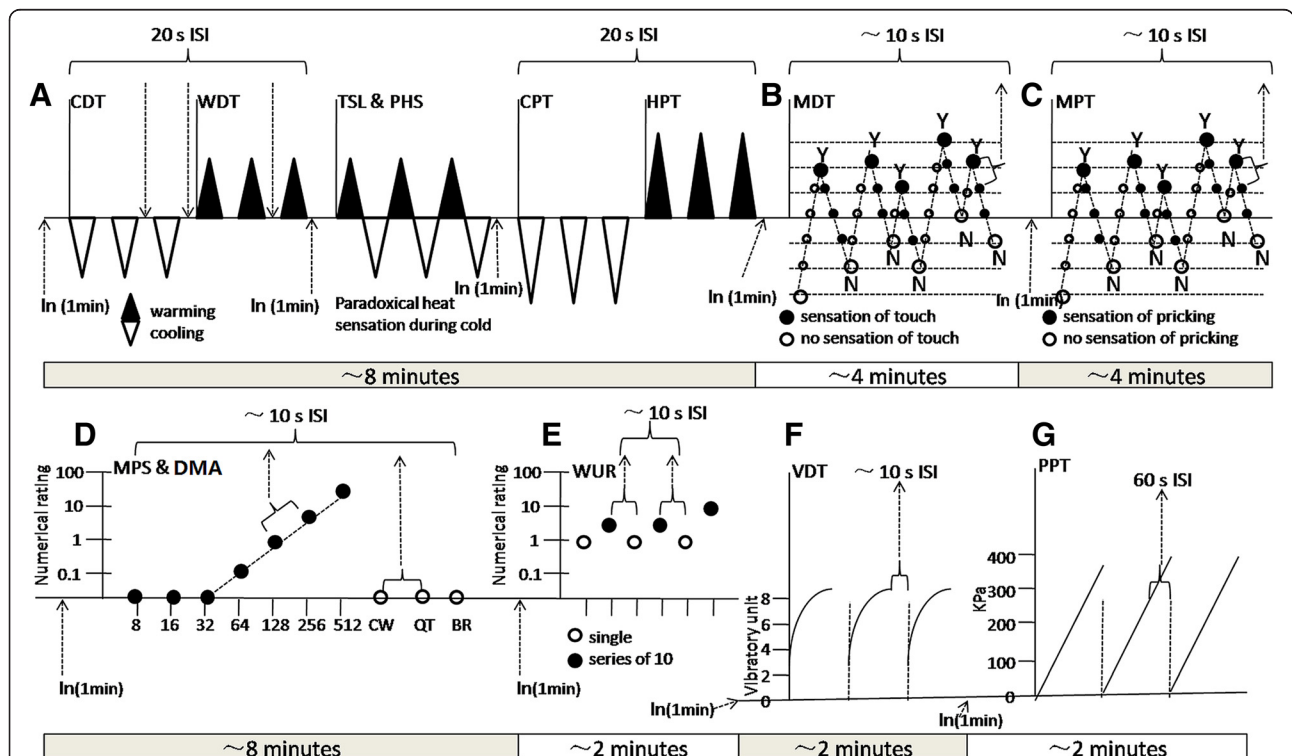 20 s ISI
20 s ISI
~ 10 s ISI
~ 10 s ISI
A
CDT
WDT
TSL & PHS
CPT
HPT
B
MDT
C
MPT
Y
Y
Y
Y
Y
Y
Y
Y
Y
Y
N
N
N
N
N
N
N
N
In (1min)
In (1min)
In (1min)
In (1min)
In (1min)
warming
cooling
Paradoxical heat
sensation during cold
sensation of touch
no sensation of touch
sensation of pricking
no sensation of pricking
~8 minutes
~4 minutes
~4 minutes
D
~ 10 s ISI
MPS & DMA
Numerical rating
100
10
1
0.1
8
16
32
64
128
256
512
CW
QT
BR
In(1min)
E
~ 10 s ISI
WUR
Numerical rating
100
10
1
0.1
single
series of 10
In(1min)
F
VDT
~ 10 s ISI
Vibratory unit
8
6
4
2
0
In(1min)
G
PPT
60 s ISI
KPa
400
300
200
100
0
In(1min)
~8 minutes
~2 minutes
~2 minutes
~2 minutes